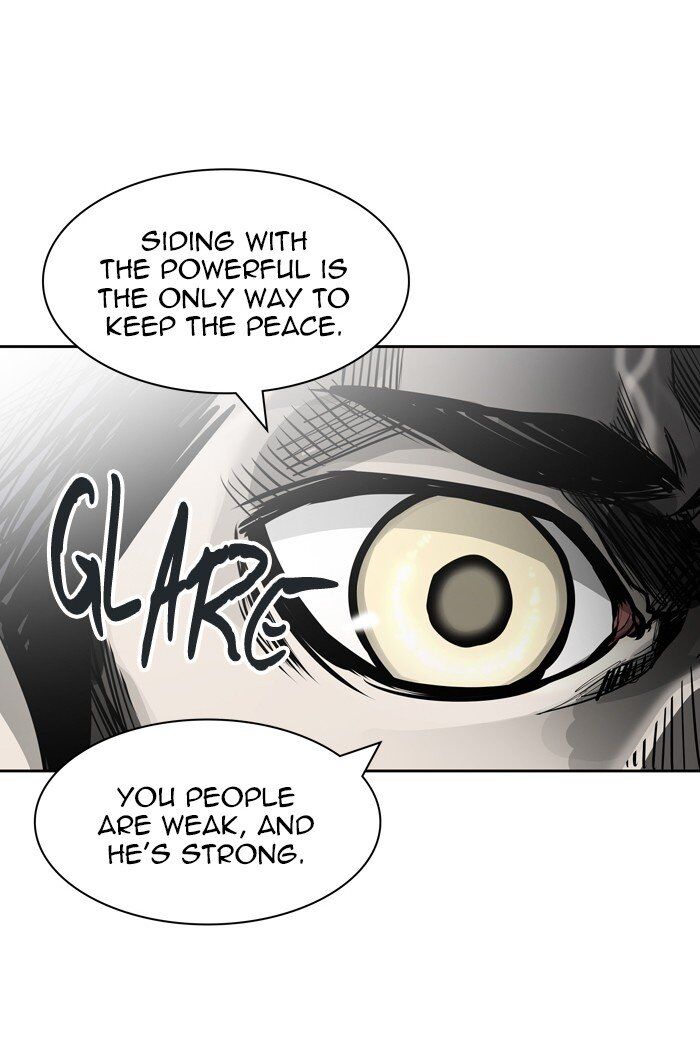 SIDING WITH
THE POWERFUL IS
THE ONLY WAY TO
KEEP THE PEACE.
GLARE
YOU PEOPLE
ARE WEAK, AND
HE'S STRONG.